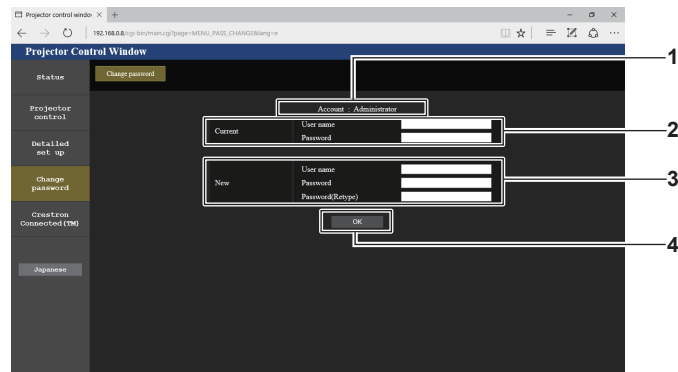 Projector control windov
192.168.0.8/cgi-bin/main.cgi?page=MENU_PASS_CHANGE&lang=e
Projector Control Window
Change password
Status
Projector
control
Detailed
set up
Change
password
Crestron
Connected(TM)
Japanese
Account : Administrator
Current
User name
Password
New
User name
Password
Password(Retype)
OK
1
2
3
4